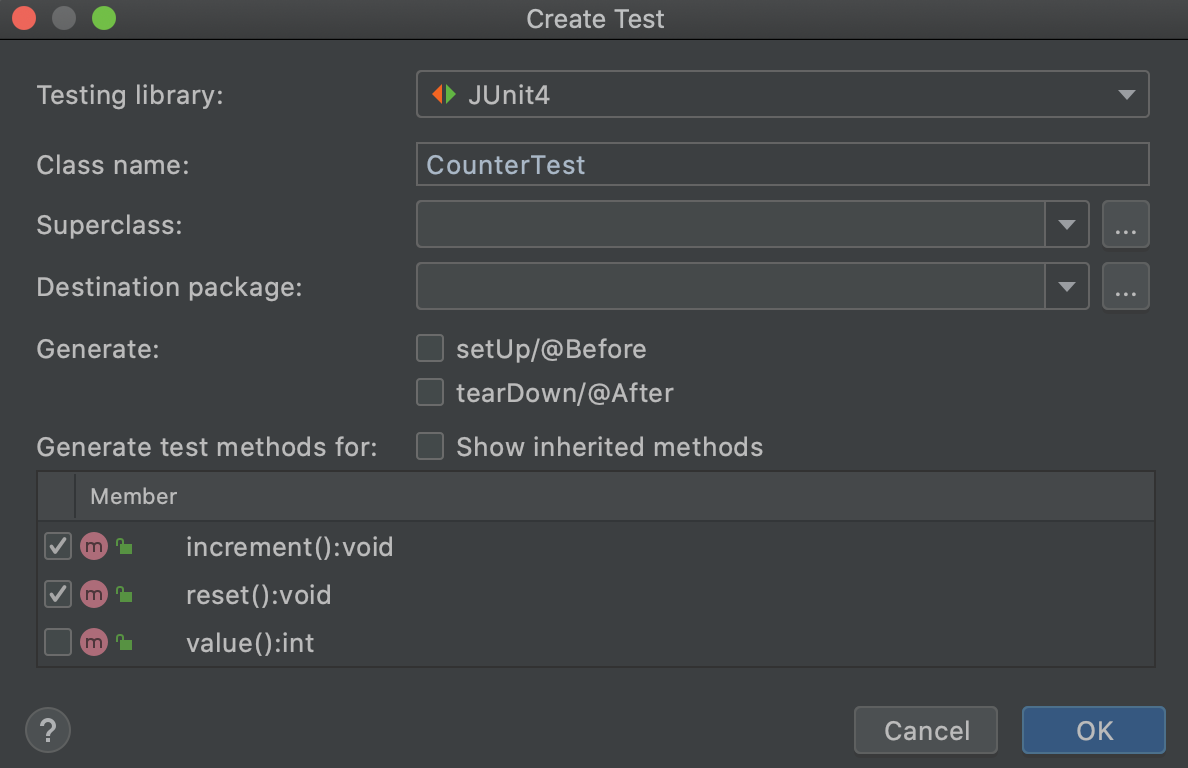 Create Test
Testing library: JUnit4
Class name: CounterTest
Superclass: ...
Destination package: ...
Generate: setUp/@Before
tearDown/@After
Generate test methods for: Show inherited methods
Member
m increment():void
m reset():void
m value():int
? Cancel OK